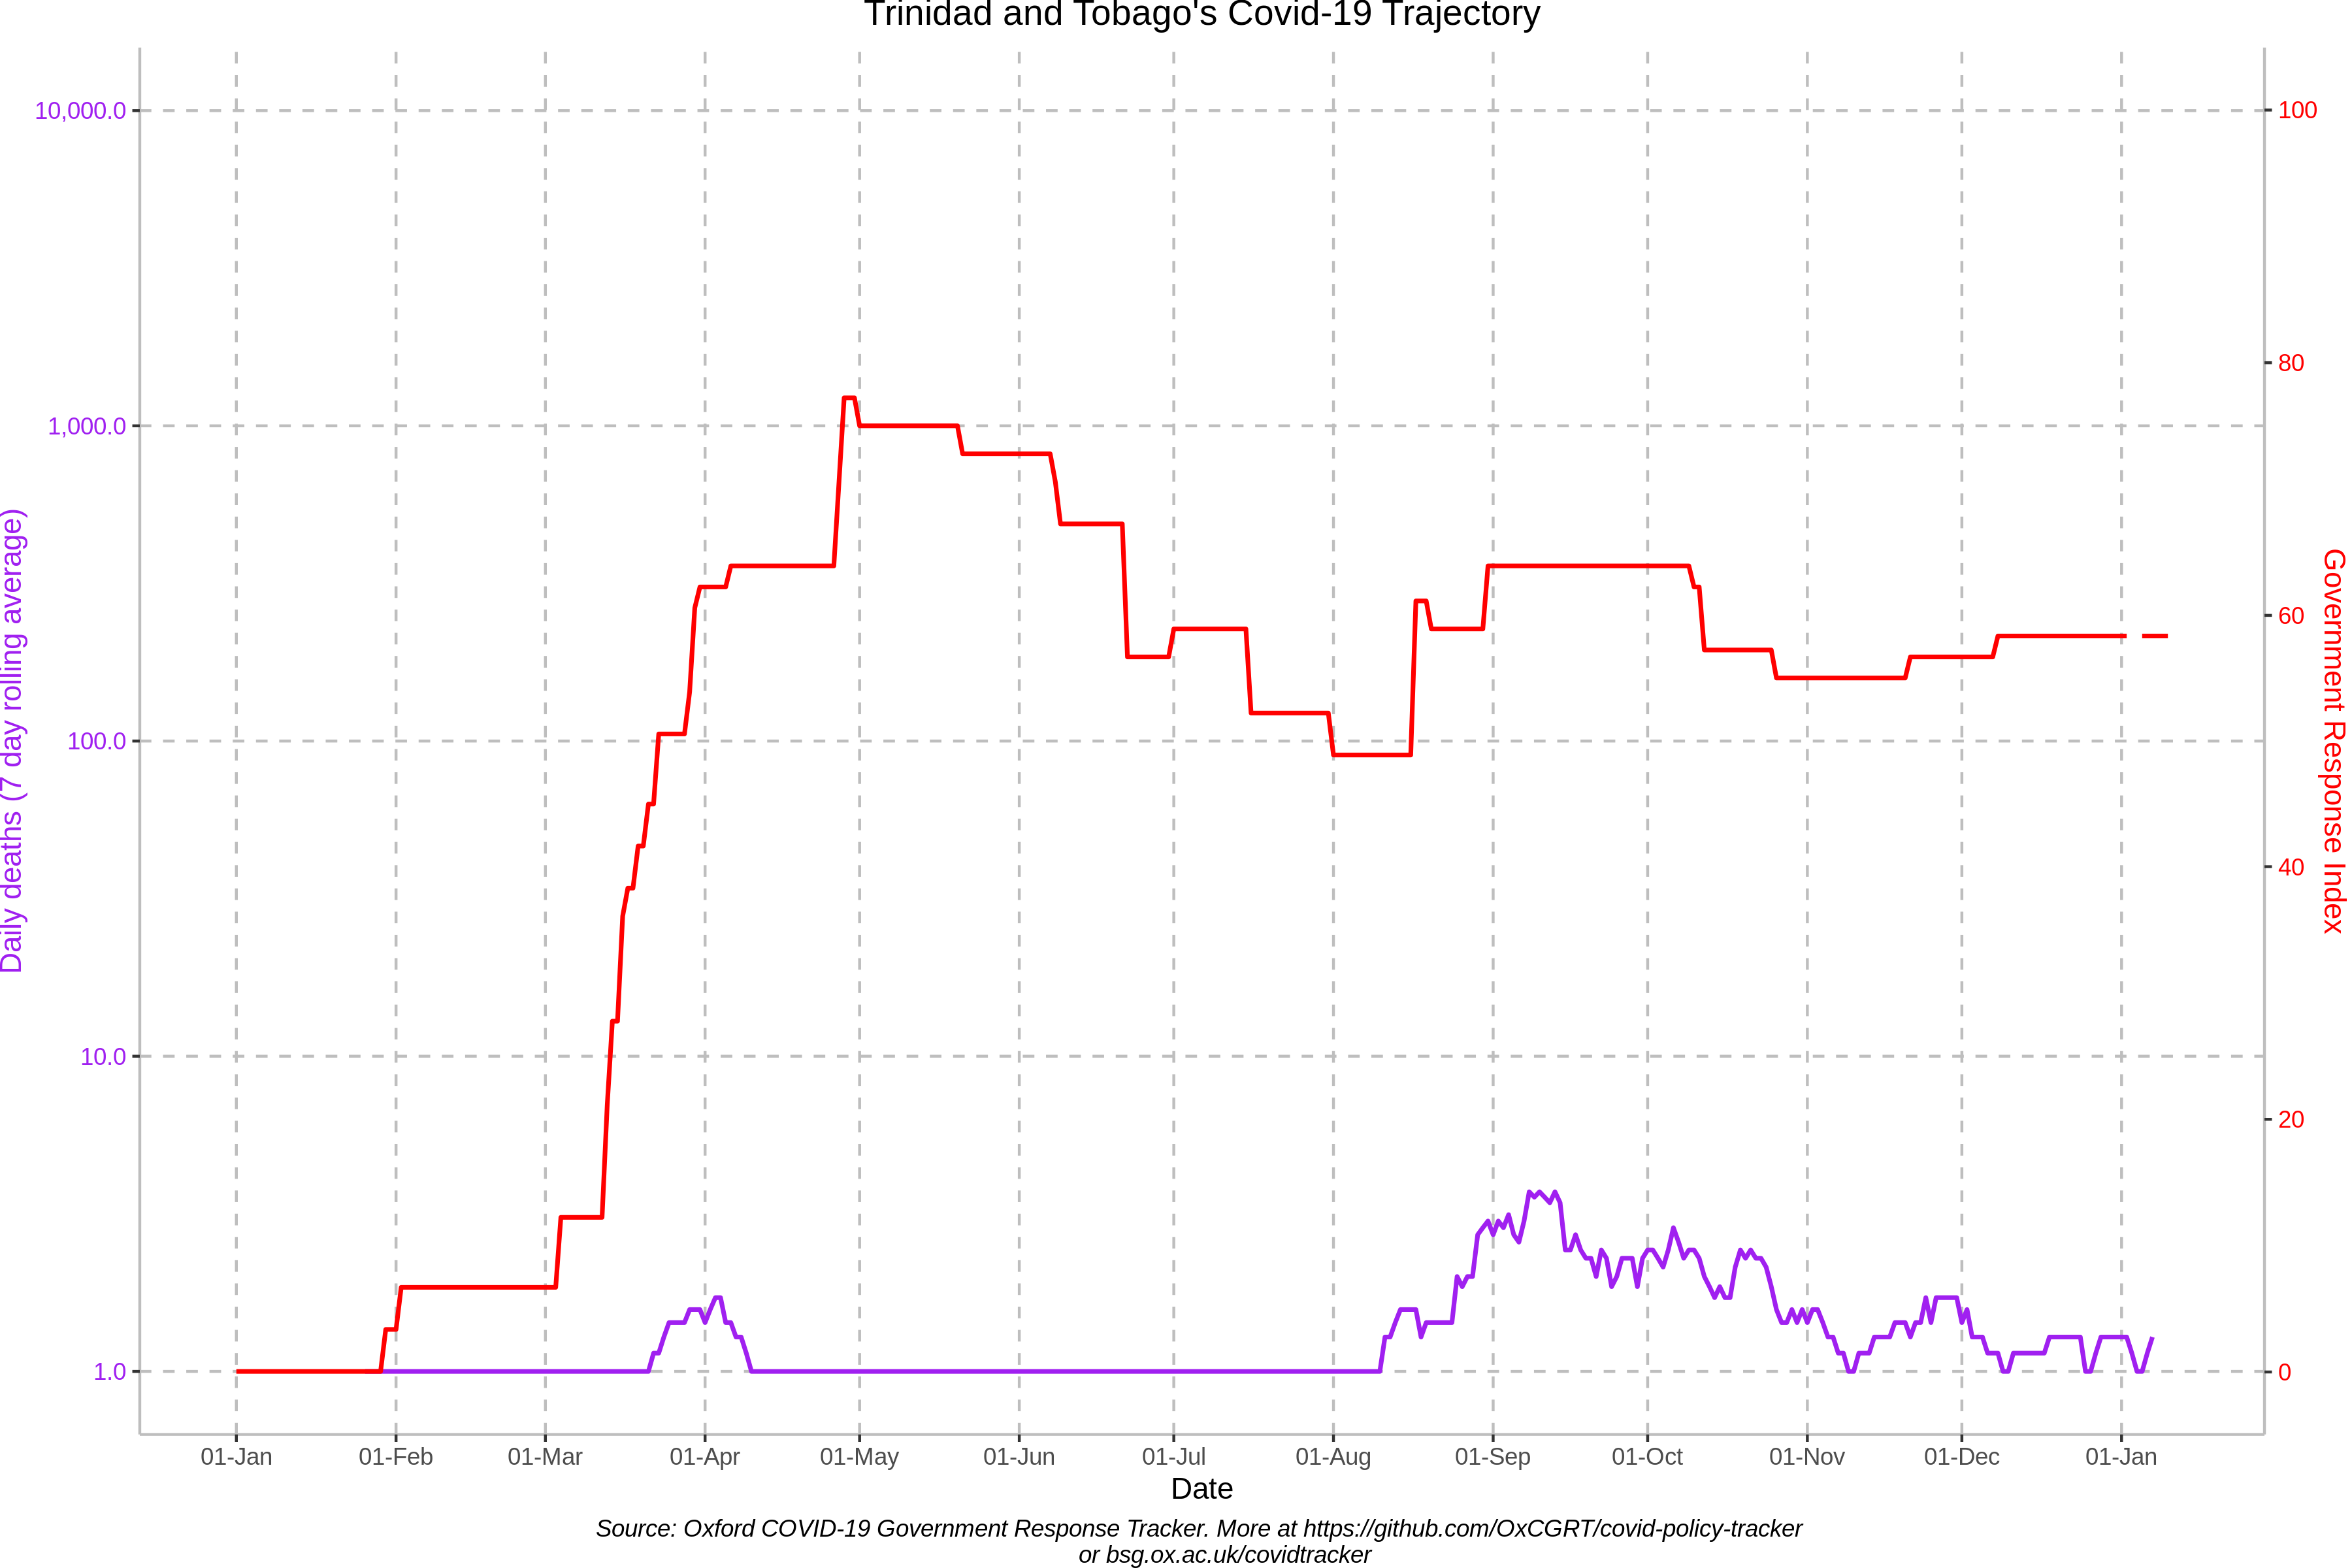 Trinidad and Tobago's Covid-19 Trajectory
10,000.0
1,000.0
100.0
10.0
1.0
Daily deaths (7 day rolling average)
100
80
60
40
20
0
Government Response Index
01-Jan 01-Feb 01-Mar 01-Apr 01-May 01-Jun 01-Jul 01-Aug 01-Sep 01-Oct 01-Nov 01-Dec 01-Jan
Date
Source: Oxford COVID-19 Government Response Tracker. More at https://github.com/OxCGRT/covid-policy-tracker
or bsg.ox.ac.uk/covidtracker